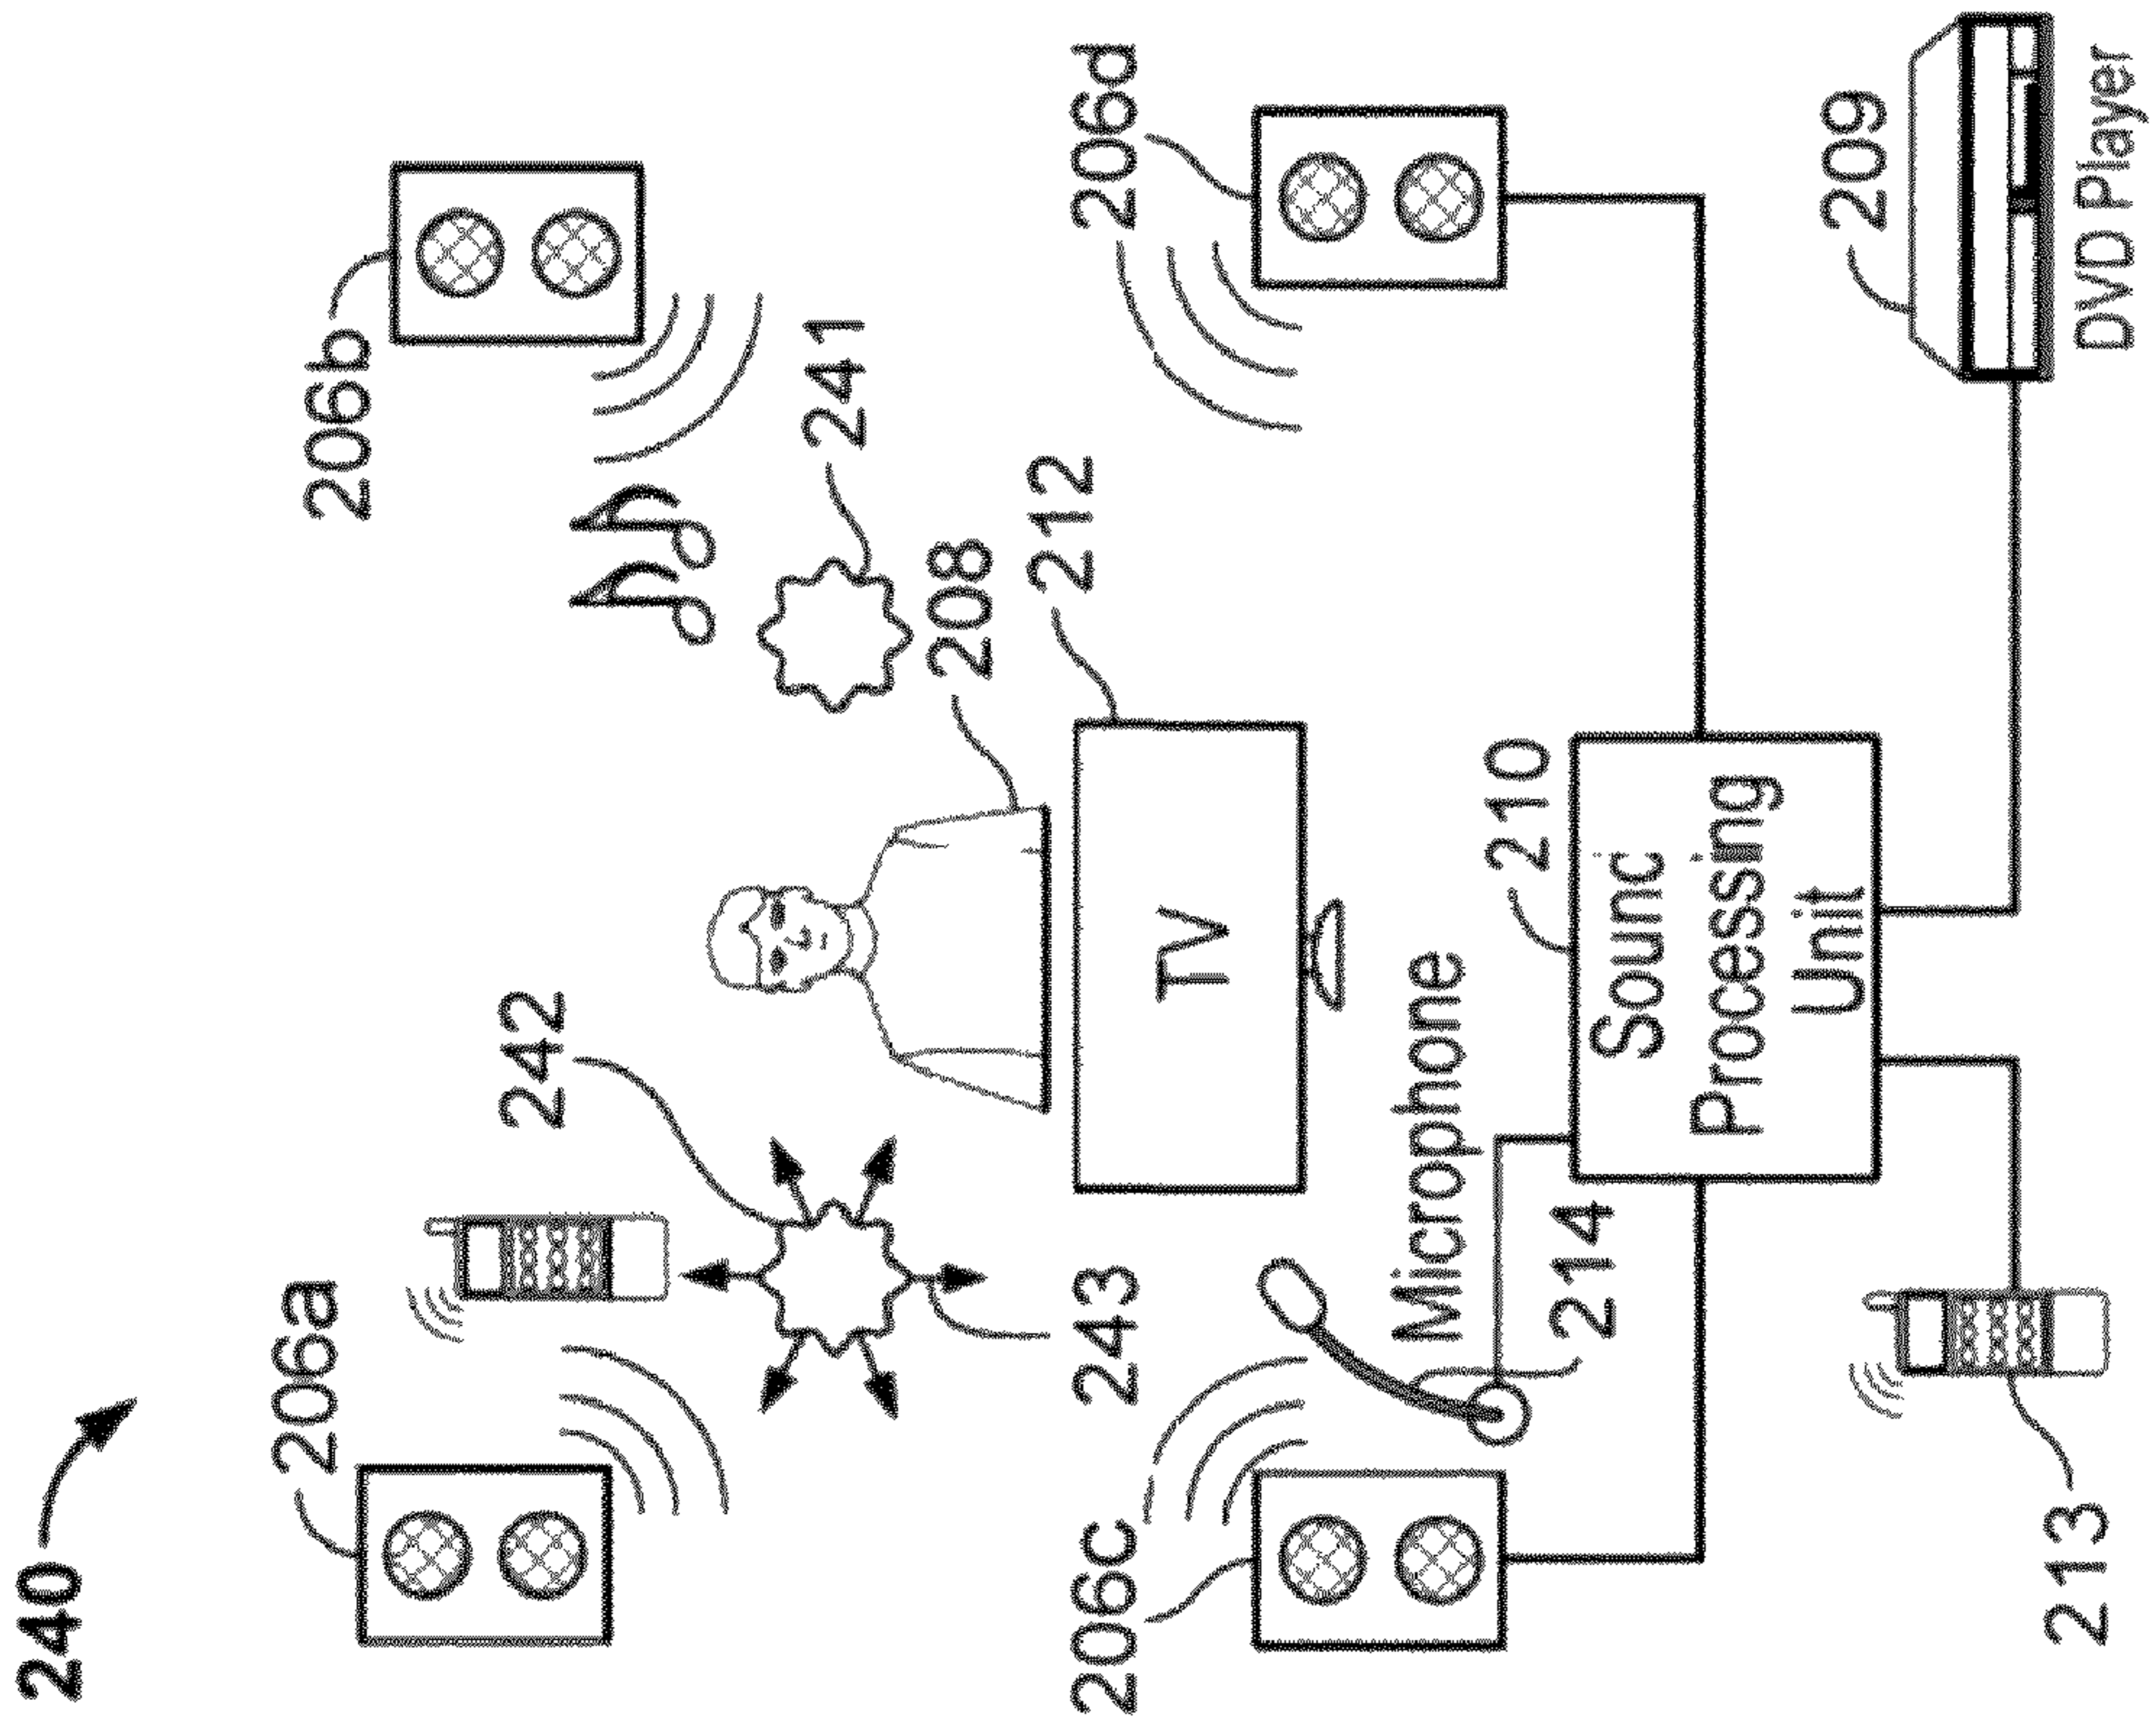 240
206a
206b
242
241
208
212
TV
243
206c
206d
Microphone
214
210
Sound
Processing
Unit
213
209
DVD Player